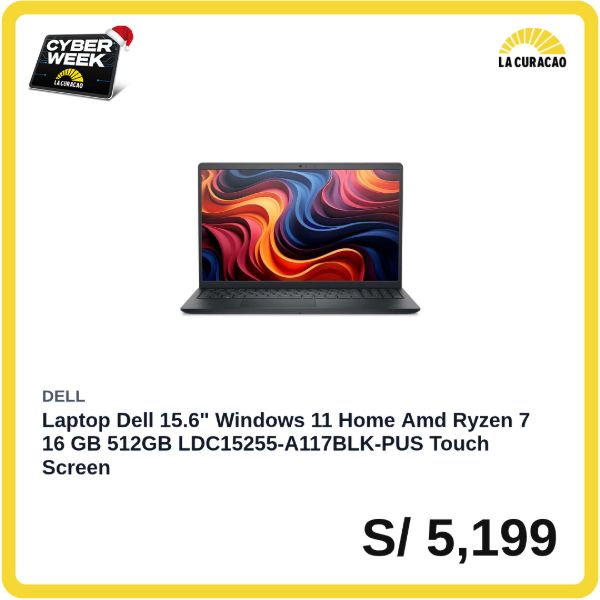 CYBER
WEEK
LA CURACAO
LA CURACAO
DELL
Laptop Dell 15.6" Windows 11 Home Amd Ryzen 7
16 GB 512GB LDC15255-A117BLK-PUS Touch
Screen
S/ 5,199